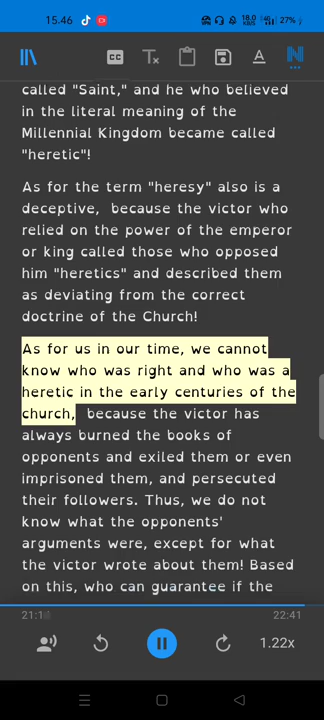 15.46
18.0
KB/S
4G
27%
CC
called "Saint," and he who believed
in the literal meaning of the
Millennial Kingdom became called
"heretic"!
As for the term "heresy" also is a
deceptive,  because the victor who
relied on the power of the emperor
or king called those who opposed
him "heretics" and described them
as deviating from the correct
doctrine of the Church!
As for us in our time, we cannot
know who was right and who was a
heretic in the early centuries of the
church,  because the victor has
always burned the books of
opponents and exiled them or even
imprisoned them, and persecuted
their followers. Thus, we do not
know what the opponents'
arguments were, except for what
the victor wrote about them! Based
on this, who can guarantee if the
22:41
1.22x